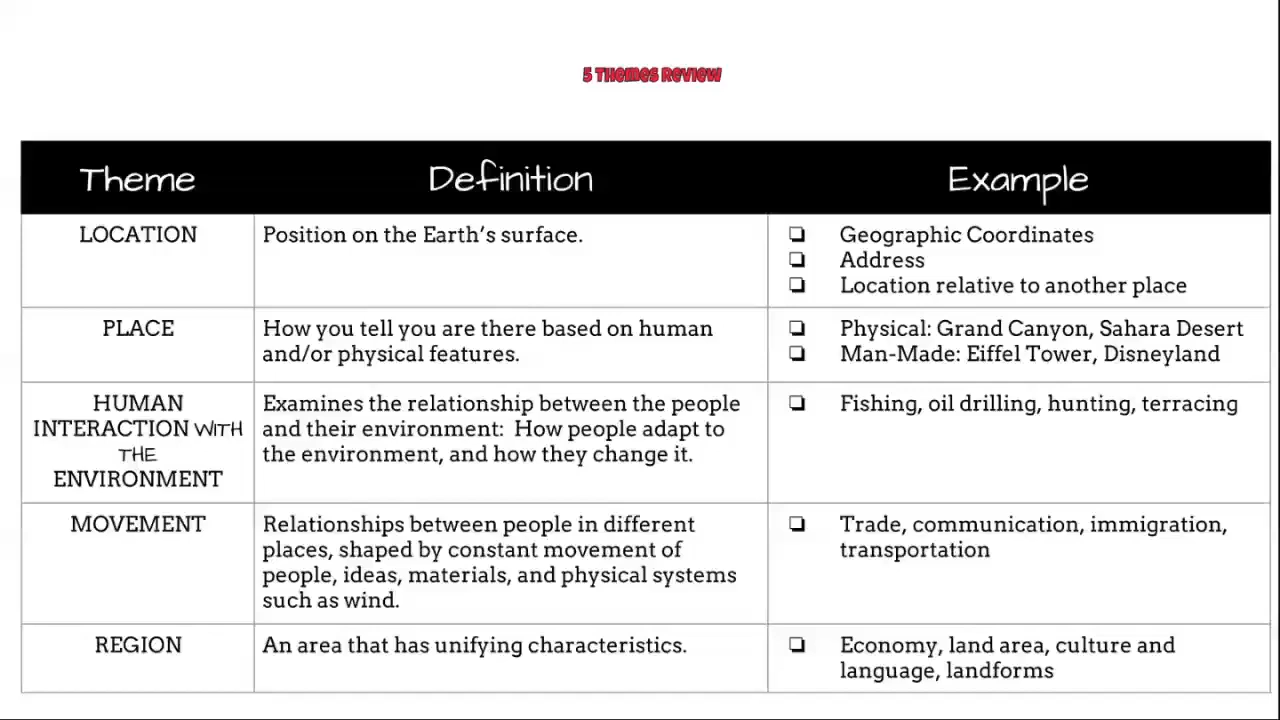 5 Themes Review
Theme Definition Example
LOCATION
Position on the Earth’s surface.
❏ Geographic Coordinates
❏ Address
❏ Location relative to another place
PLACE
How you tell you are there based on human
and/or physical features.
❏ Physical: Grand Canyon, Sahara Desert
❏ Man-Made: Eiffel Tower, Disneyland
HUMAN
INTERACTION WITH
THE
ENVIRONMENT
Examines the relationship between the people
and their environment: How people adapt to
the environment, and how they change it.
❏ Fishing, oil drilling, hunting, terracing
MOVEMENT
Relationships between people in different
places, shaped by constant movement of
people, ideas, materials, and physical systems
such as wind.
❏ Trade, communication, immigration,
transportation
REGION
An area that has unifying characteristics.
❏ Economy, land area, culture and
language, landforms